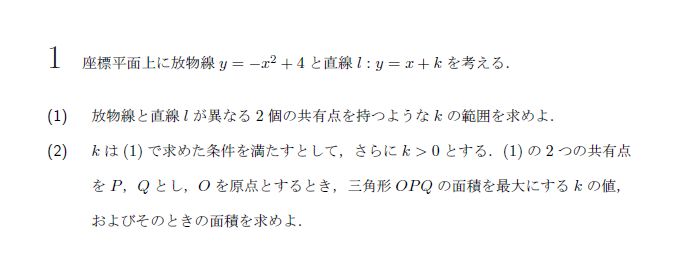 1 座標平面上に放物線 y = −x² + 4 と直線 l : y = x + k を考える．
(1) 放物線と直線 l が異なる 2 個の共有点を持つような k の範囲を求めよ．
(2) k は (1) で求めた条件を満たすとして，さらに k > 0 とする．(1) の 2 つの共有点
を P，Q とし，O を原点とするとき，三角形 OPQ の面積を最大にする k の値，
およびそのときの面積を求めよ．